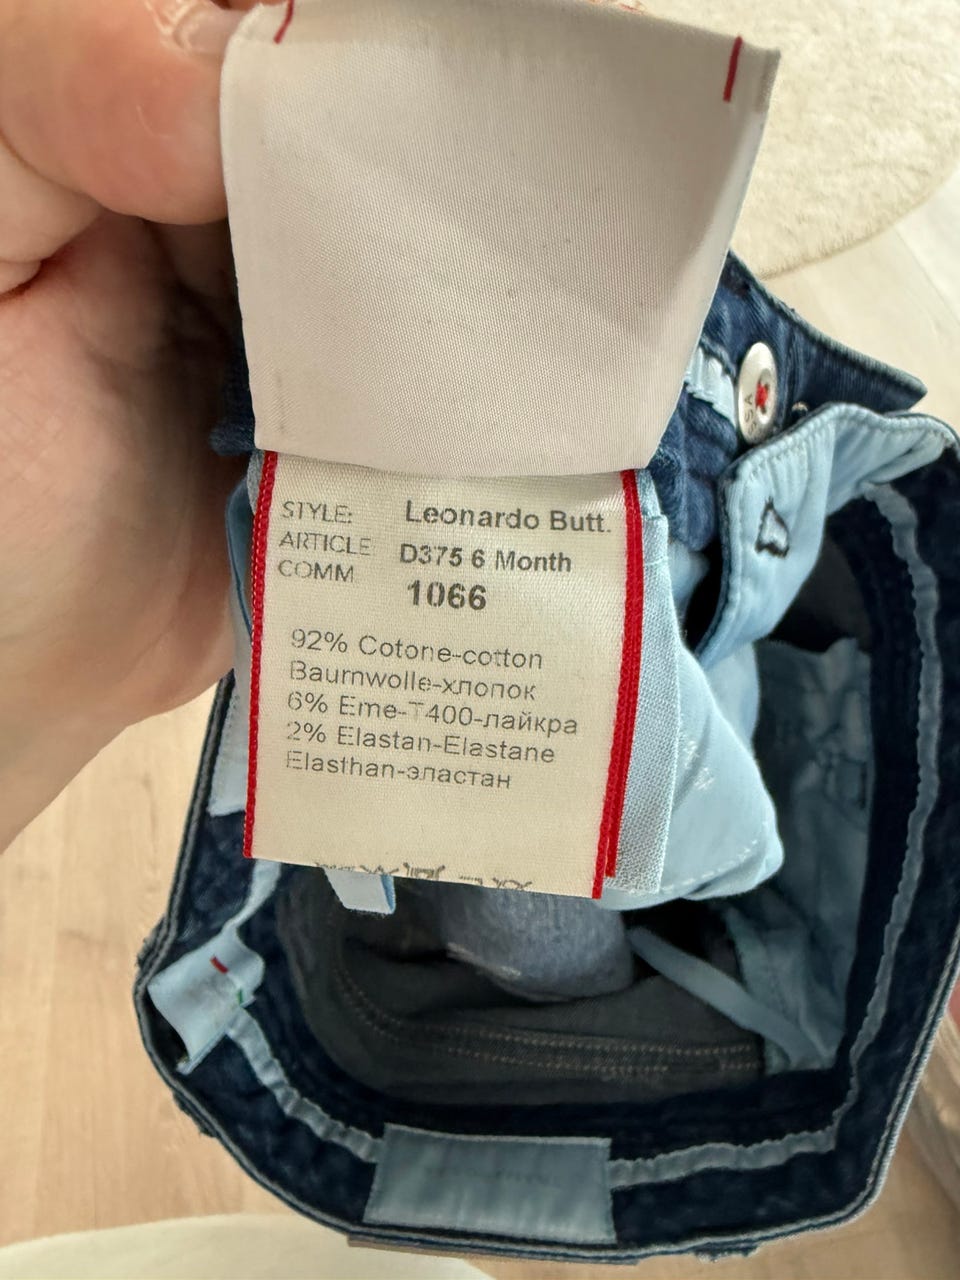 STYLE: Leonardo Butt.
ARTICLE D375 6 Month
COMM 1066
92% Cotone-cotton
Baumwolle-хлопок
6% Eme-T400-лайкра
2% Elastan-Elastane
Elasthan-эластан